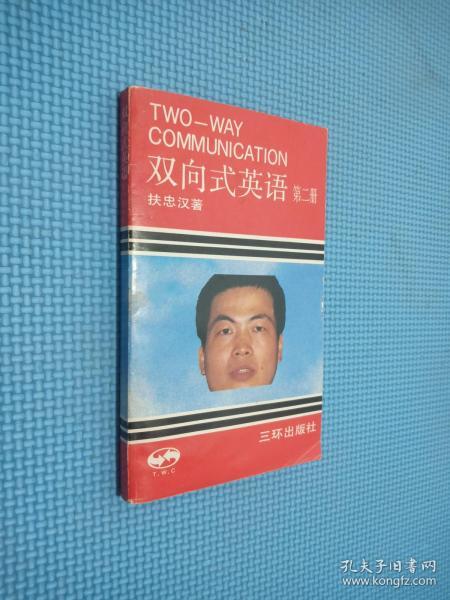 TWO—WAY
COMMUNICATION
双向式英语 第二册
扶忠汉著
三环出版社
T.W.C
孔夫子旧书网
www.kongfz.com